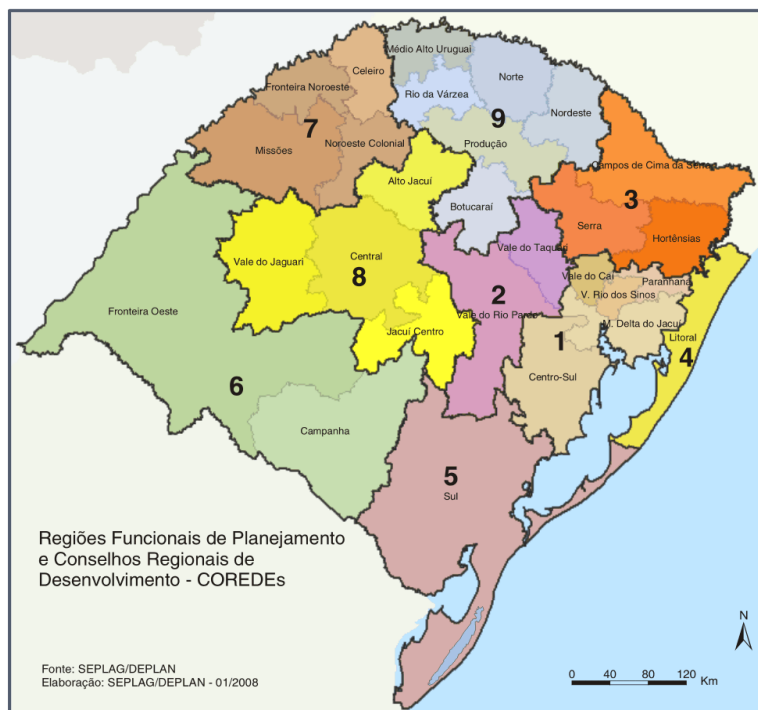 Médio Alto Uruguai
Celeiro
Norte
Fronteira Noroeste
Rio da Várzea
Nordeste
9
7
Missões
Noroeste Colonial
Produção
Campos de Cima da Serra
Alto Jacuí
Botucaraí
3
Serra
Hortênsias
Vale do Taquari
Vale do Jaguari
Central
8
Vale do Caí
Paranhana
2
V. Rio dos Sinos
Fronteira Oeste
Vale do Rio Pardo
M. Delta do Jacuí
Jacuí Centro
1
Litoral
4
6
Centro-Sul
Campanha
5
Sul
Regiões Funcionais de Planejamento
e Conselhos Regionais de
Desenvolvimento - COREDEs
N
Fonte: SEPLAG/DEPLAN
Elaboração: SEPLAG/DEPLAN - 01/2008
0 40 80 120
Km